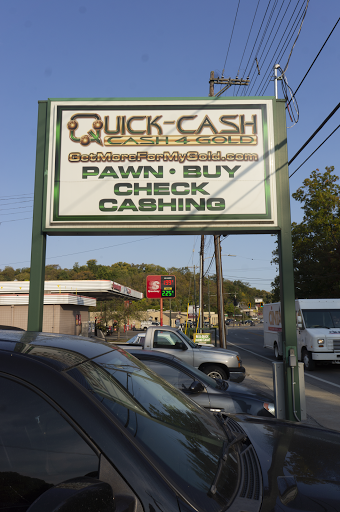 QUICK-CASH
CASH 4 GOLD
GetMoreForMyGold.com
PAWN • BUY
CHECK
CASHING